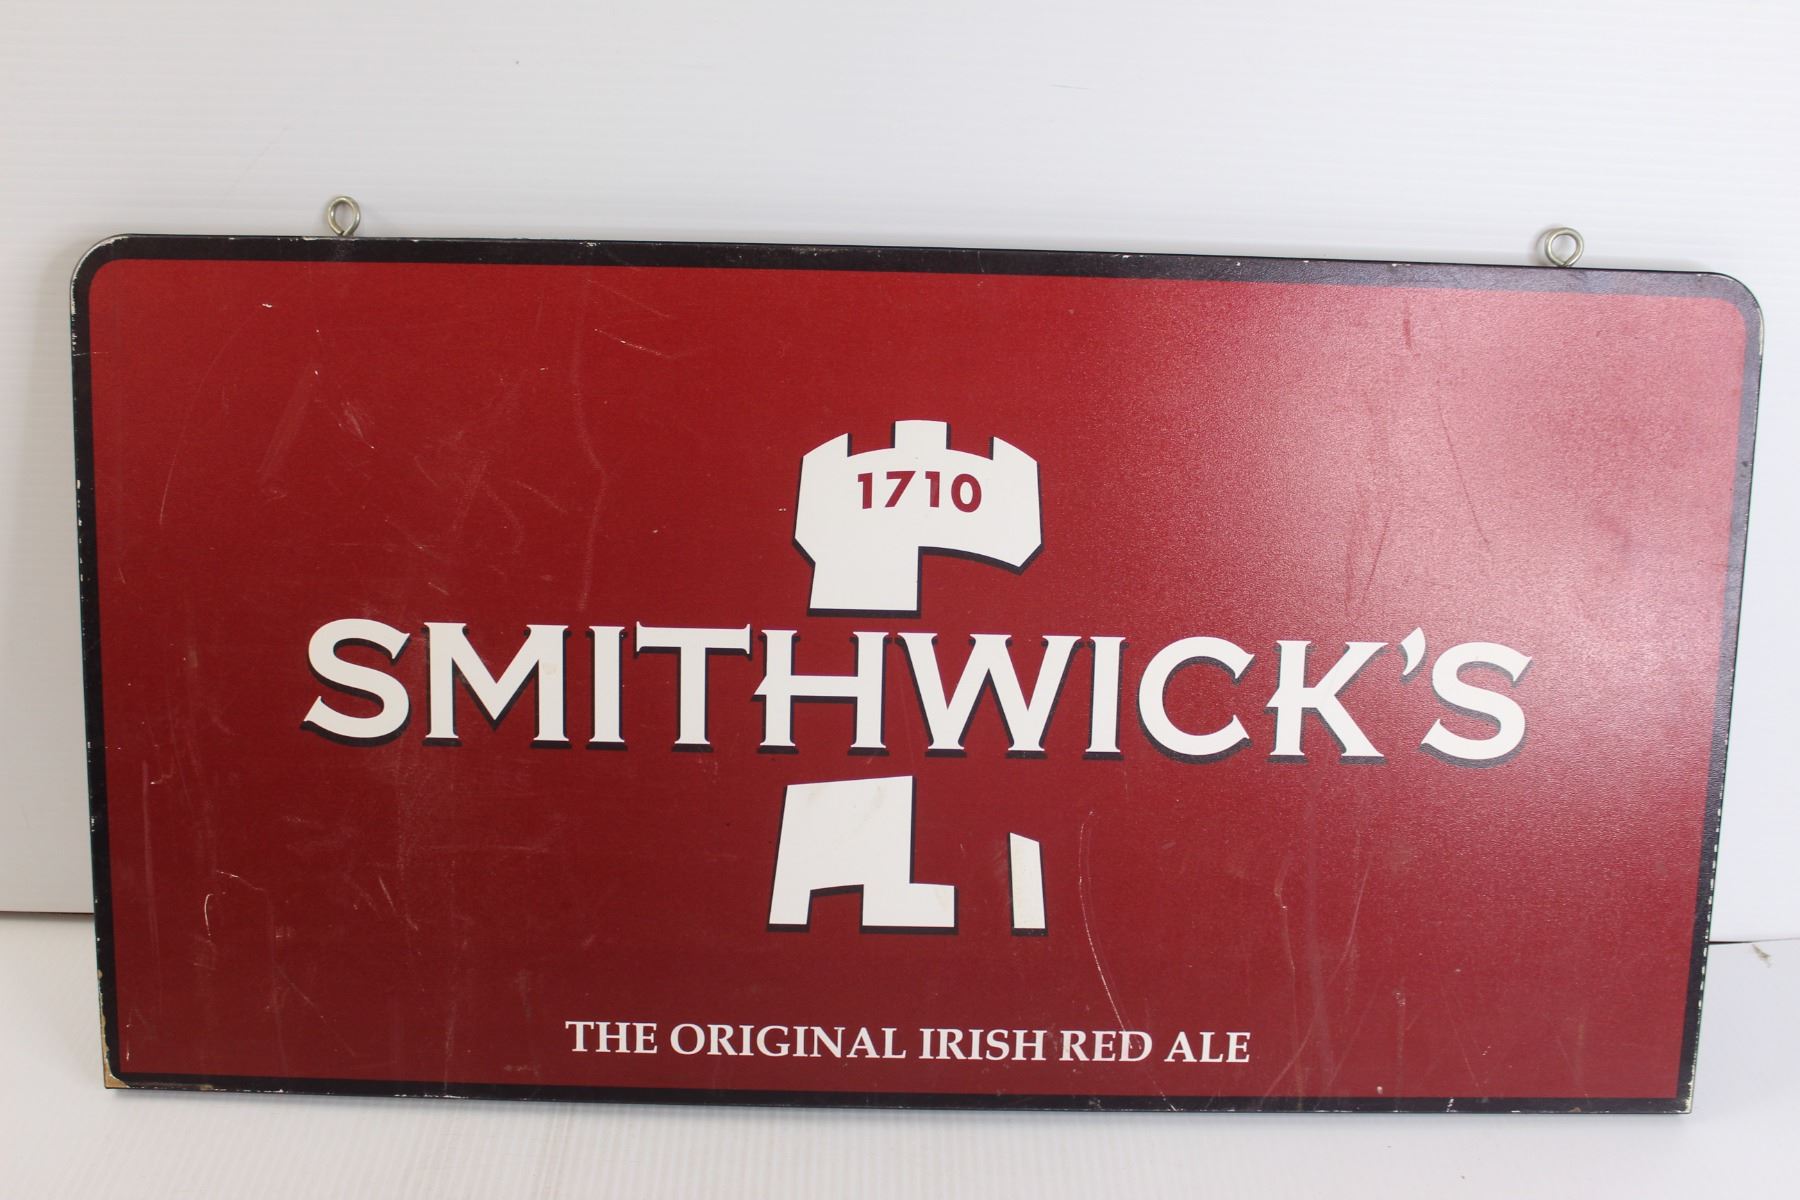 1710
SMITHWICK'S
THE ORIGINAL IRISH RED ALE